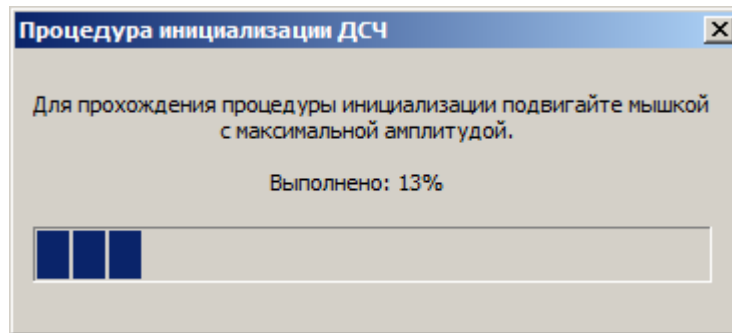 Процедура инициализации ДСЧ
Для прохождения процедуры инициализации подвигайте мышкой
с максимальной амплитудой.
Выполнено: 13%